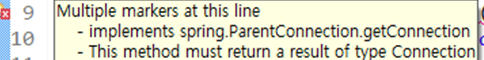 9 Multiple markers at this line
10 - implements spring.ParentConnection.getConnection
- This method must return a result of type Connection